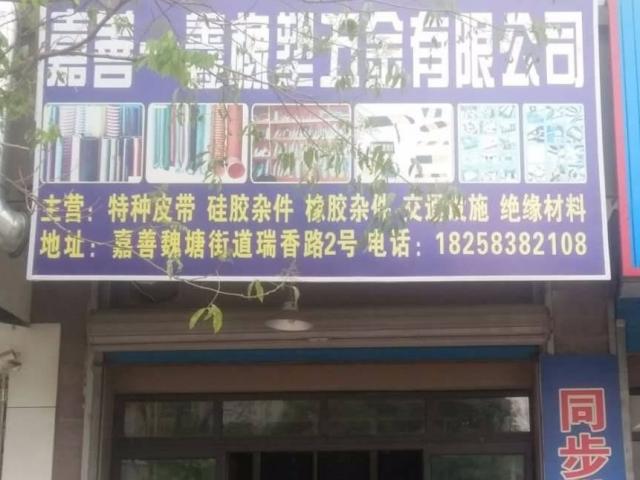 嘉善一鑫橡塑五金有限公司
主营：特种皮带 硅胶杂件 橡胶杂件 交通设施 绝缘材料
地址：嘉善魏塘街道瑞香路2号 电话：18258382108
同步